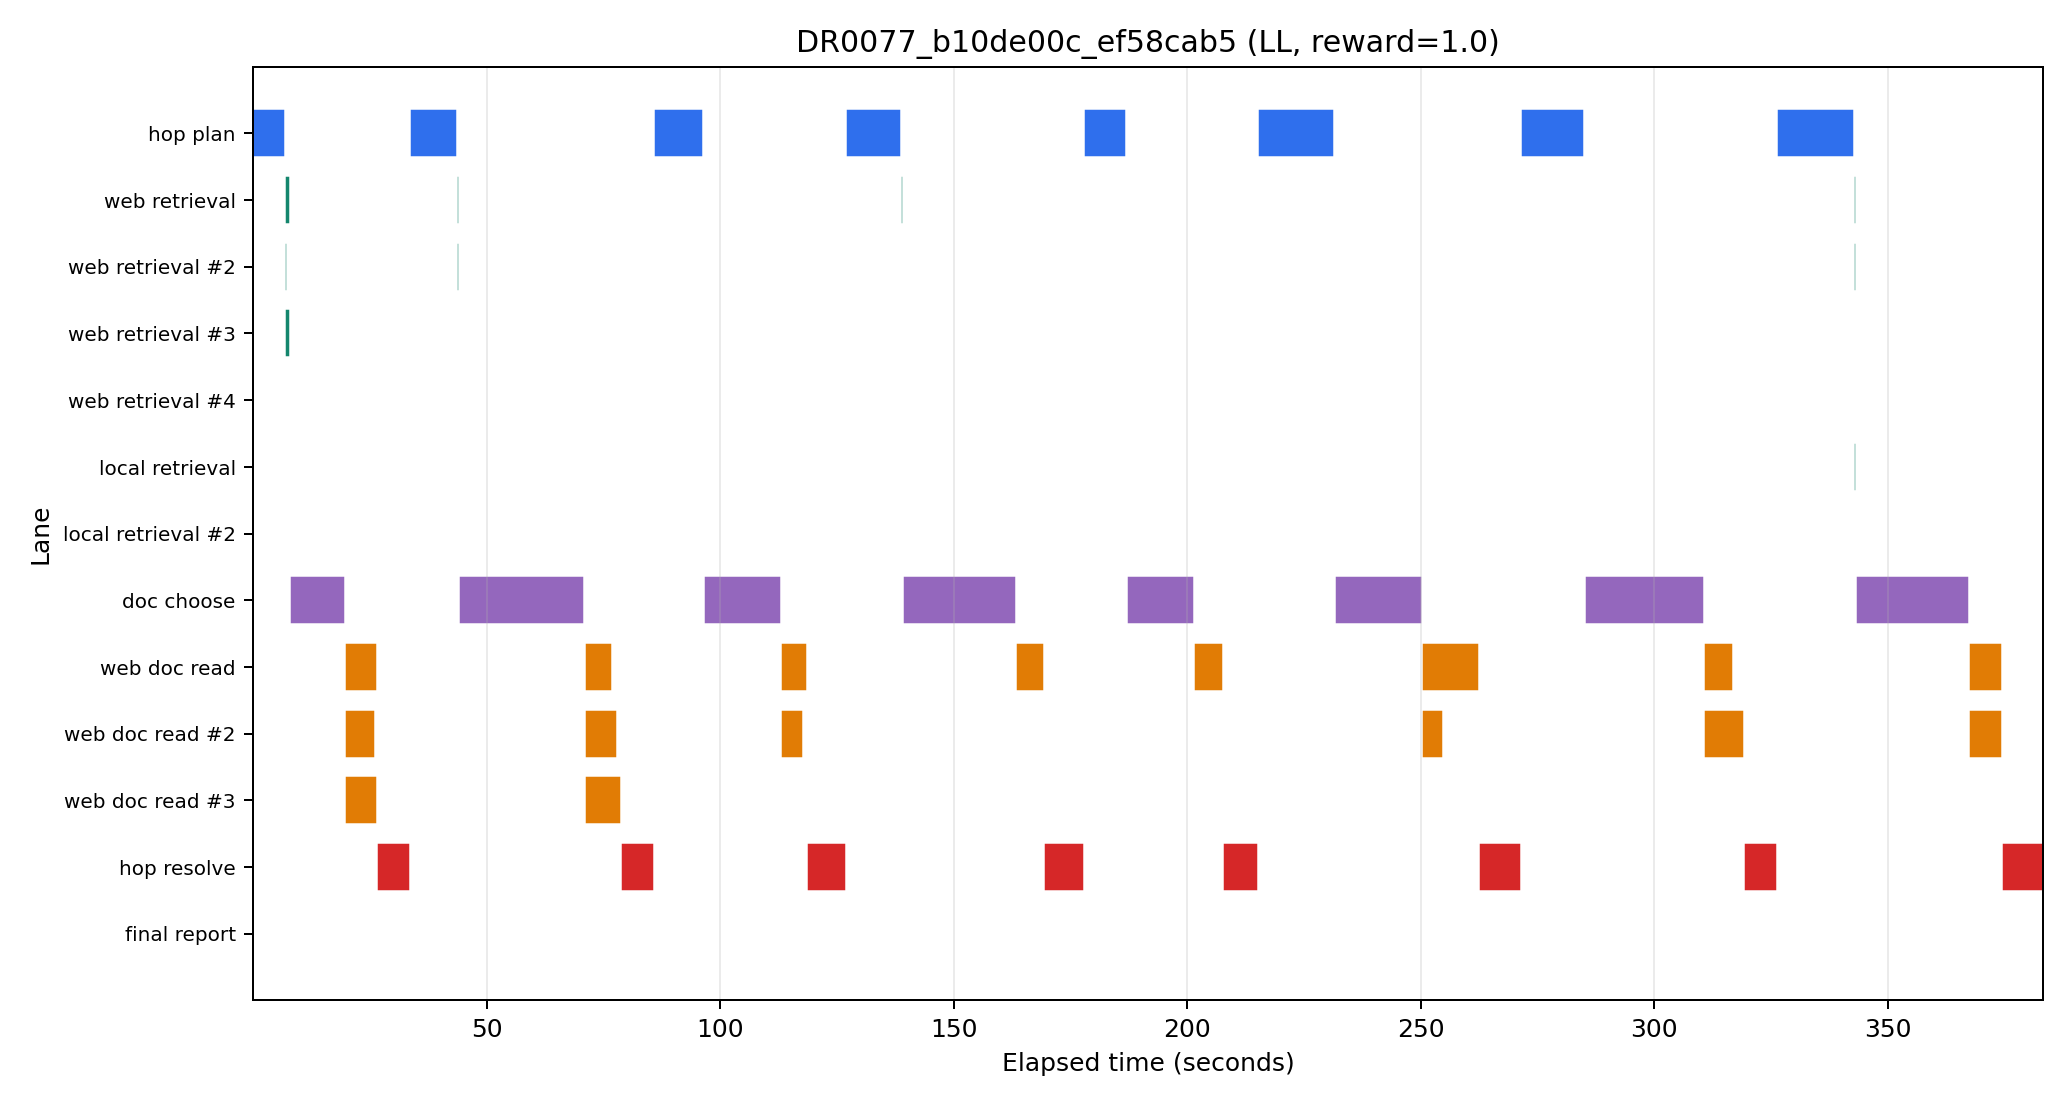 DR0077_b10de00c_ef58cab5 (LL, reward=1.0)
hop plan
web retrieval
web retrieval #2
web retrieval #3
web retrieval #4
local retrieval
local retrieval #2
doc choose
web doc read
web doc read #2
web doc read #3
hop resolve
final report
Lane
50 100 150 200 250 300 350
Elapsed time (seconds)